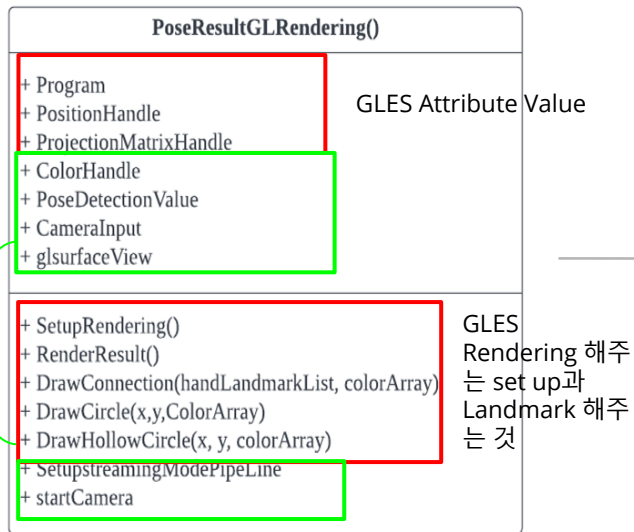 PoseResultGLRendering()
+ Program
+ PositionHandle
+ ProjectionMatrixHandle
+ ColorHandle
+ PoseDetectionValue
+ CameraInput
+ glsurfaceView
GLES Attribute Value
+ SetupRendering()
+ RenderResult()
+ DrawConnection(handLandmarkList, colorArray)
+ DrawCircle(x,y,ColorArray)
+ DrawHollowCircle(x, y, colorArray)
+ SetupstreamingModePipeLine
+ startCamera
GLES
Rendering 해주
는 set up과
Landmark 해주
는 것